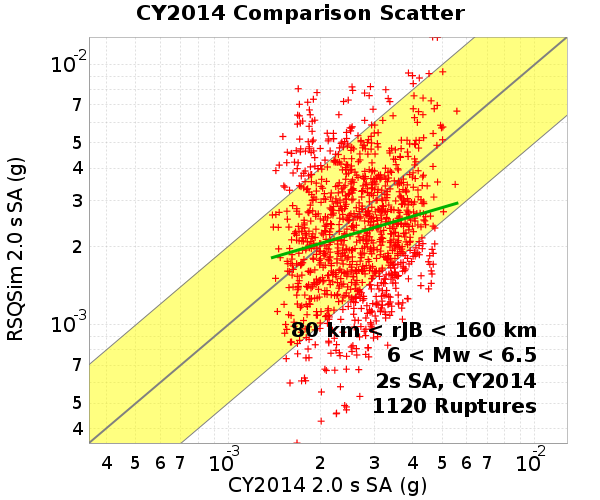 CY2014 Comparison Scatter
RSQSim 2.0 s SA (g)
10⁻²
7
5
4
3
2
10⁻³
7
5
4
80 km < rJB < 160 km
6 < Mw < 6.5
2s SA, CY2014
1120 Ruptures
4 5 6 7 10⁻³ 2 3 4 5 6 7 10⁻²
CY2014 2.0 s SA (g)